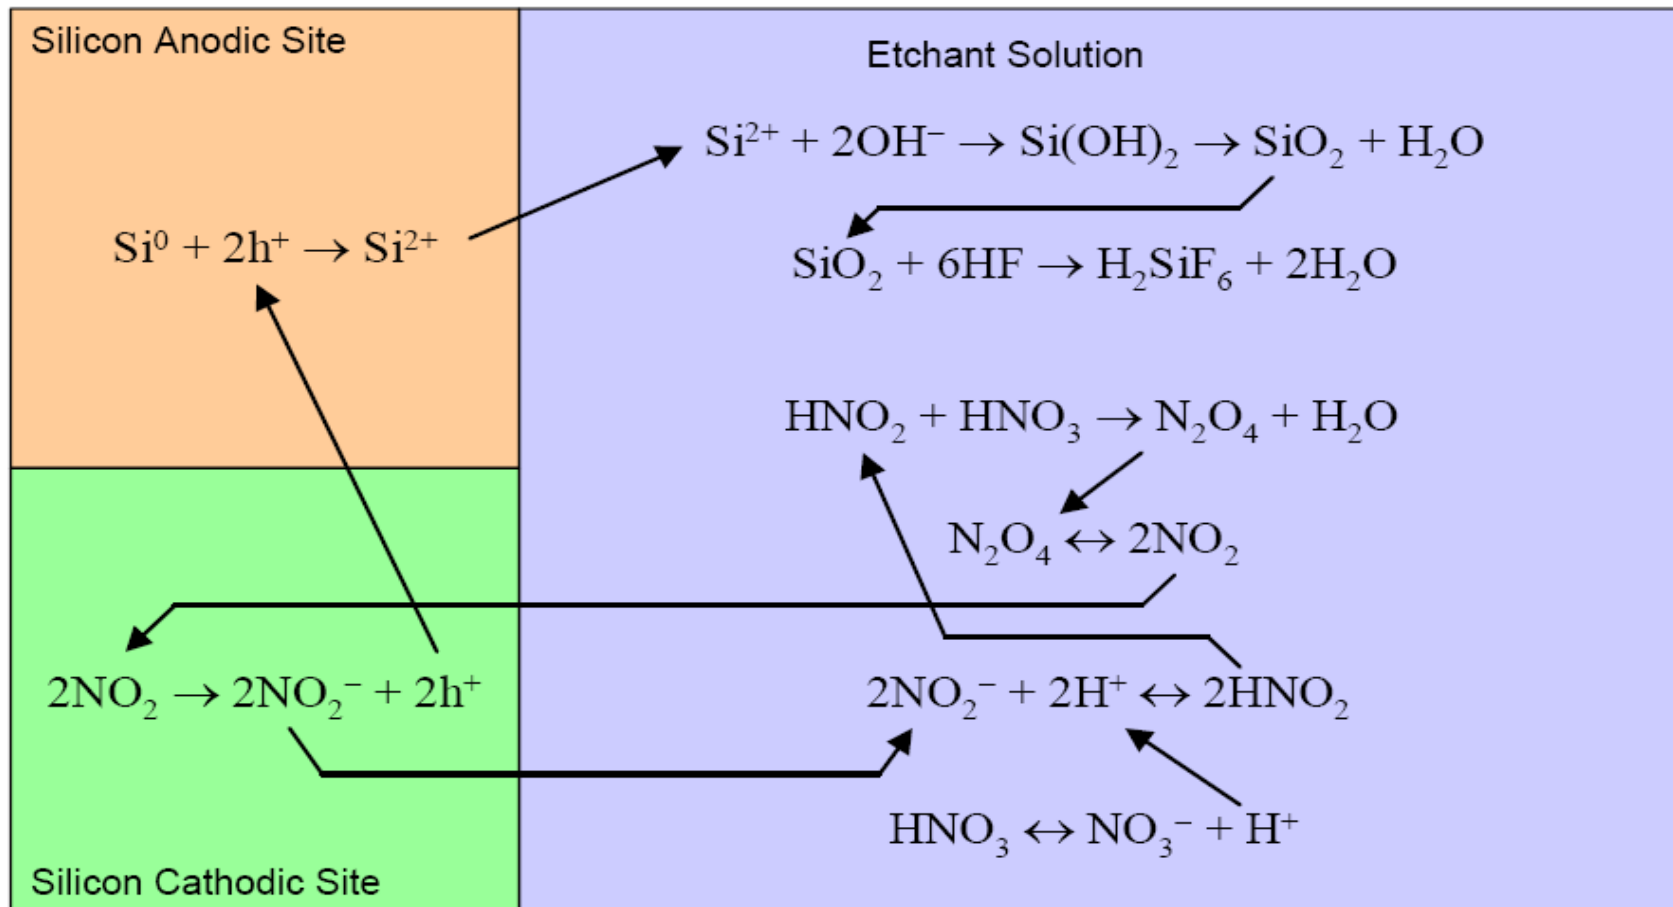 Silicon Anodic Site
Etchant Solution
Si²⁺ + 2OH⁻ → Si(OH)₂ → SiO₂ + H₂O
Si⁰ + 2h⁺ → Si²⁺
SiO₂ + 6HF → H₂SiF₆ + 2H₂O
HNO₂ + HNO₃ → N₂O₄ + H₂O
N₂O₄ ↔ 2NO₂
2NO₂ → 2NO₂⁻ + 2h⁺
2NO₂⁻ + 2H⁺ ↔ 2HNO₂
HNO₃ ↔ NO₃⁻ + H⁺
Silicon Cathodic Site